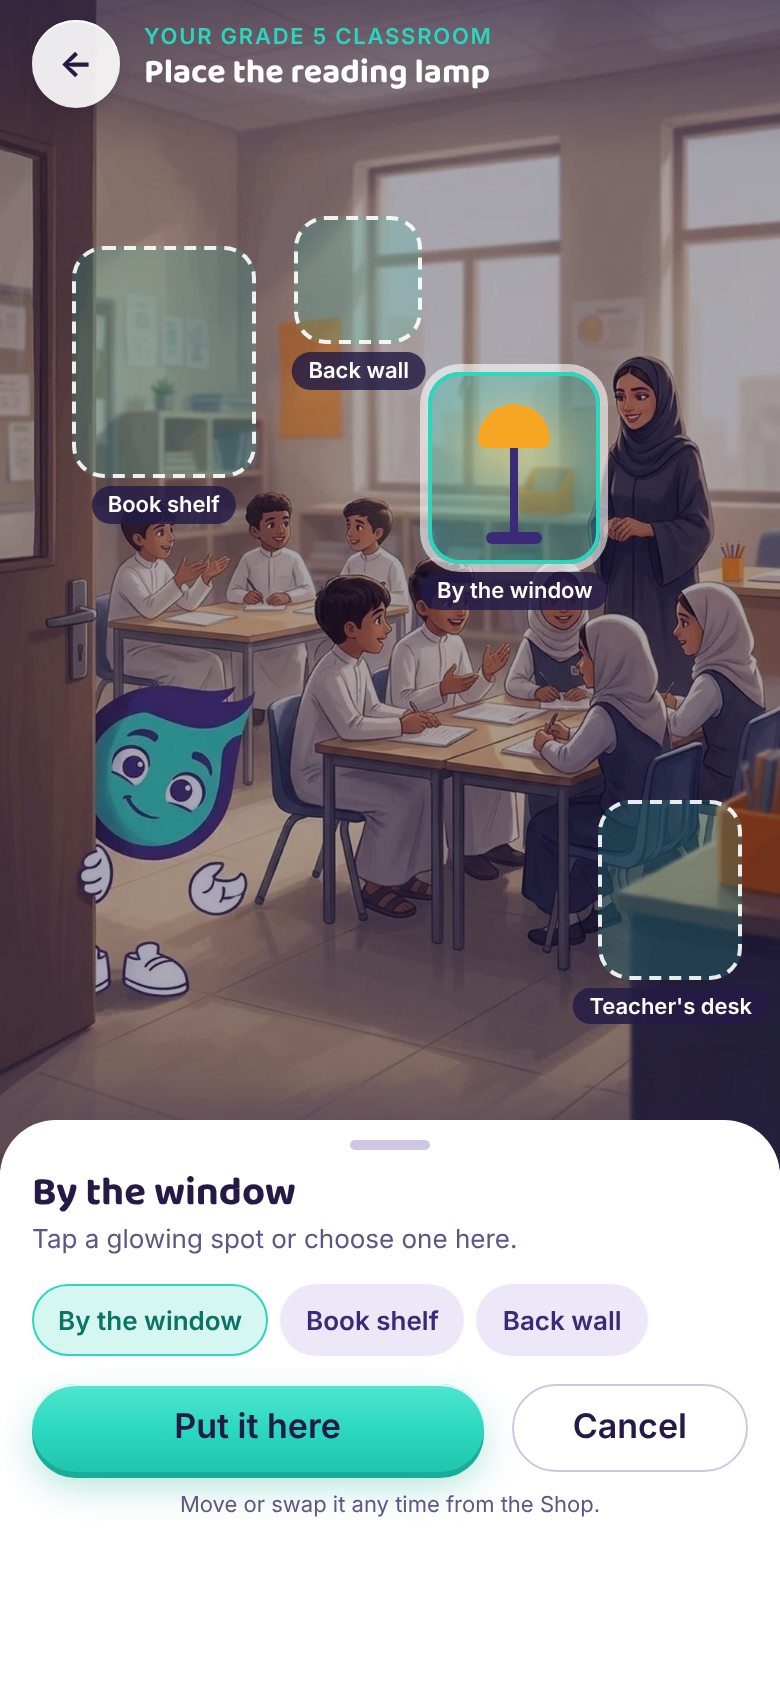 YOUR GRADE 5 CLASSROOM
Place the reading lamp
Back wall
Book shelf
By the window
Teacher's desk
By the window
Tap a glowing spot or choose one here.
By the window
Book shelf
Back wall
Put it here
Cancel
Move or swap it any time from the Shop.